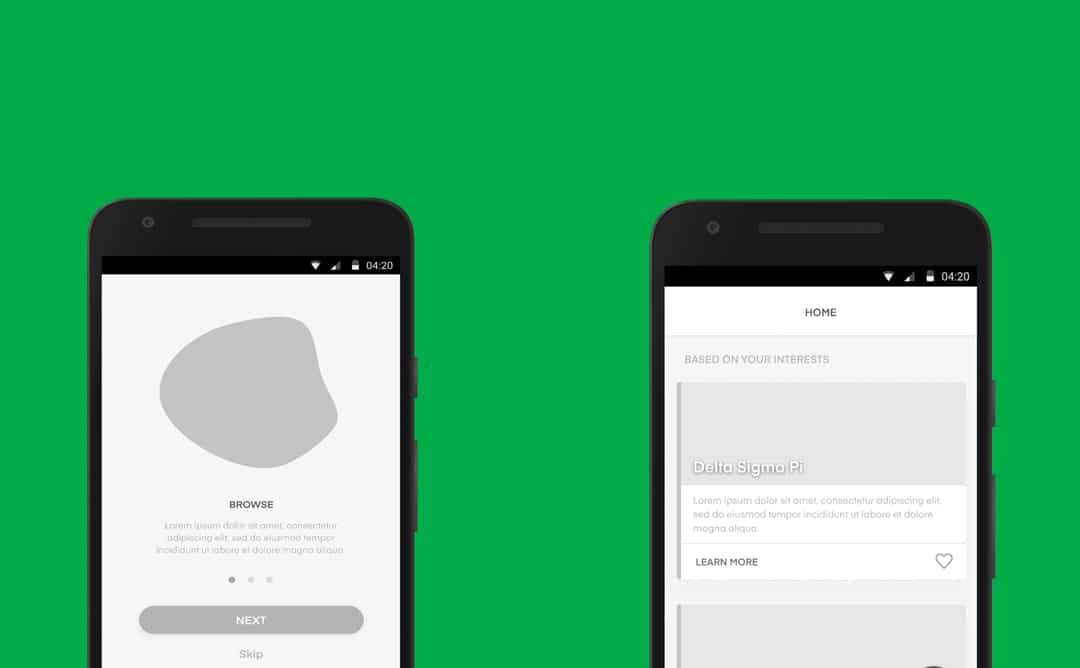 04:20
BROWSE
Lorem ipsum dolor sit amet, consectetur
adipiscing elit, sed do eiusmod tempor
incididunt ut labore et dolore magna aliqua.
NEXT
Skip
04:20
HOME
BASED ON YOUR INTERESTS
Delta Sigma Pi
Lorem ipsum dolor sit amet, consectetur adipiscing elit,
sed do eiusmod tempor incididunt ut labore et dolore
magna aliqua.
LEARN MORE